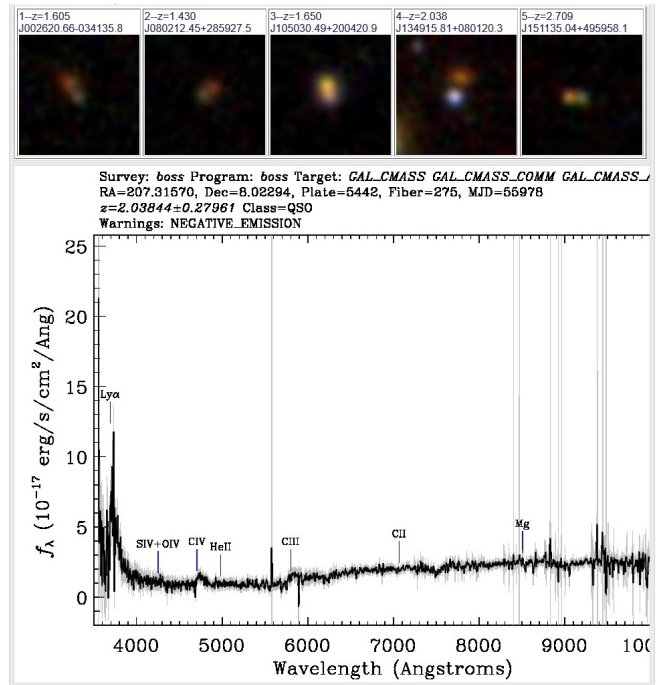 1--z=1.605
J002620.66-034135.8
2--z=1.430
J080212.45+285927.5
3--z=1.650
J105030.49+200420.9
4--z=2.038
J134915.81+080120.3
5--z=2.709
J151135.04+495958.1
Survey: boss Program: boss Target: GAL_CMASS GAL_CMASS_COMM GAL_CMASS_A
RA=207.31570, Dec=8.02294, Plate=5442, Fiber=275, MJD=55978
z=2.03844±0.27961 Class=QSO
Warnings: NEGATIVE_EMISSION
25
20
15
10
5
0
fλ (10⁻¹⁷ erg/s/cm²/Ang)
Lyα
SIV+OIV
CIV
HeII
CIII
CII
Mg
4000 5000 6000 7000 8000 9000 100
Wavelength (Angstroms)